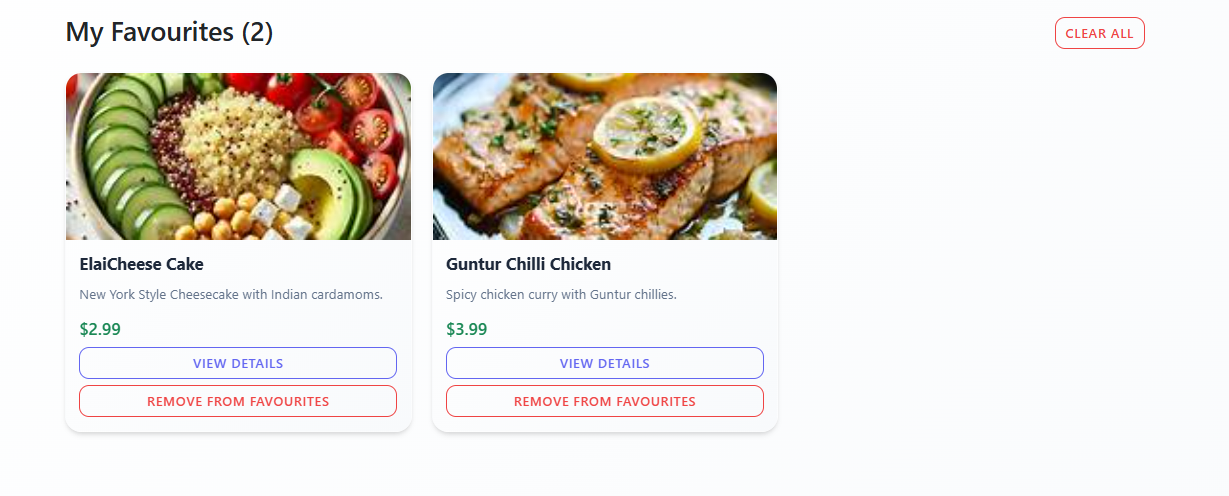 My Favourites (2)
CLEAR ALL
ElaiCheese Cake
New York Style Cheesecake with Indian cardamoms.
$2.99
VIEW DETAILS
REMOVE FROM FAVOURITES
Guntur Chilli Chicken
Spicy chicken curry with Guntur chillies.
$3.99
VIEW DETAILS
REMOVE FROM FAVOURITES